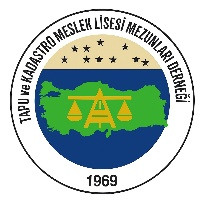 TAPU ve KADASTRO MESLEK LİSESİ MEZUNLARI DERNEĞİ
1969